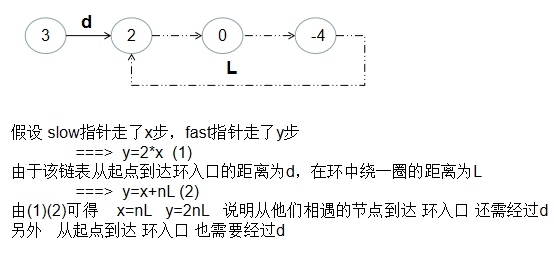 d
3
2
0
-4
L
假设 slow指针走了x步，fast指针走了y步
===> y=2*x (1)
由于该链表从起点到达环入口的距离为d，在环中绕一圈的距离为L
===> y=x+nL (2)
由(1)(2)可得 x=nL y=2nL 说明从他们相遇的节点到达 环入口 还需经过d
另外 从起点到达 环入口 也需要经过d